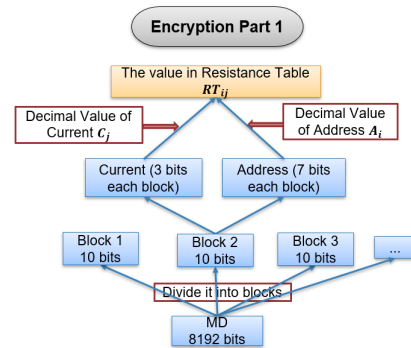 Encryption Part 1
The value in Resistance Table
RTij
Decimal Value of
Current Cj
Decimal Value
of Address Ai
Current (3 bits
each block)
Address (7 bits
each block)
Block 1
10 bits
Block 2
10 bits
Block 3
10 bits
...
Divide it into blocks
MD
8192 bits